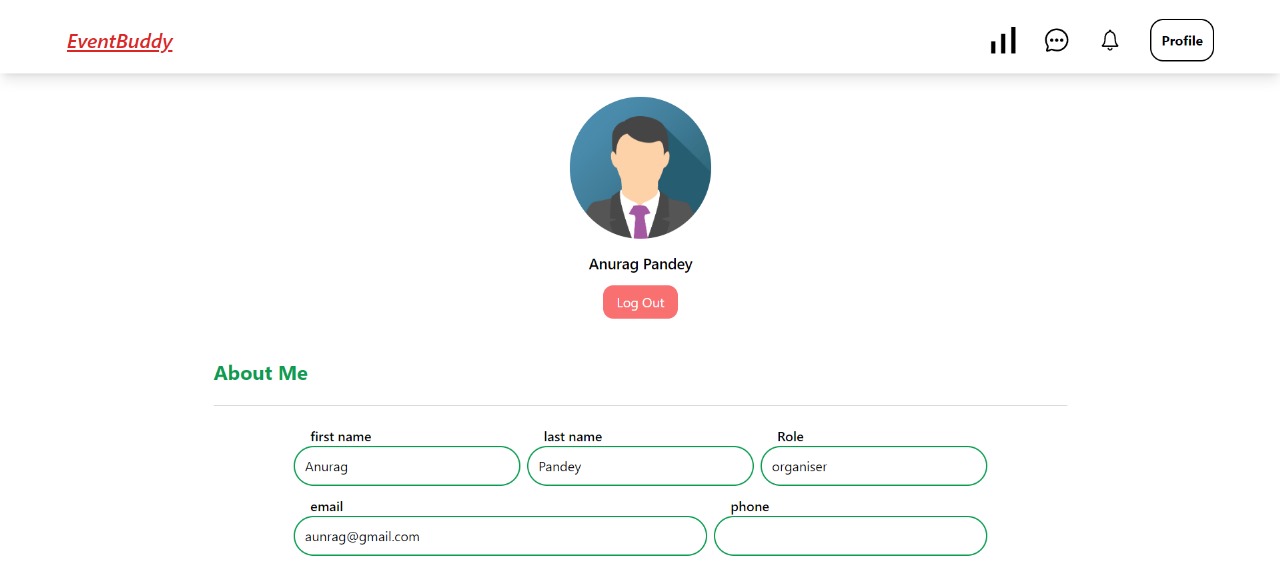 EventBuddy
Profile
Anurag Pandey
Log Out
About Me
first name last name Role
Anurag Pandey organiser
email phone
aunrag@gmail.com